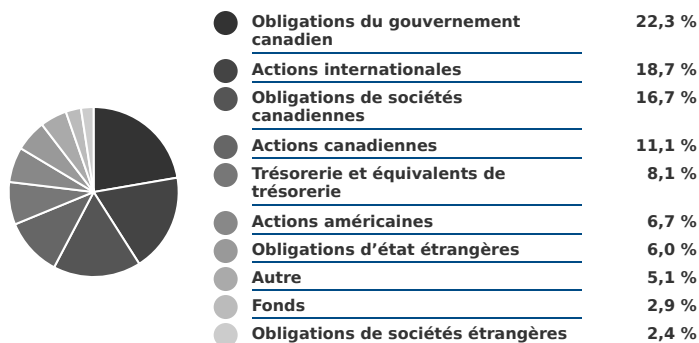 Obligations du gouvernement 22,3 %
canadien
Actions internationales 18,7 %
Obligations de sociétés 16,7 %
canadiennes
Actions canadiennes 11,1 %
Trésorerie et équivalents de 8,1 %
trésorerie
Actions américaines 6,7 %
Obligations d’état étrangères 6,0 %
Autre 5,1 %
Fonds 2,9 %
Obligations de sociétés étrangères 2,4 %